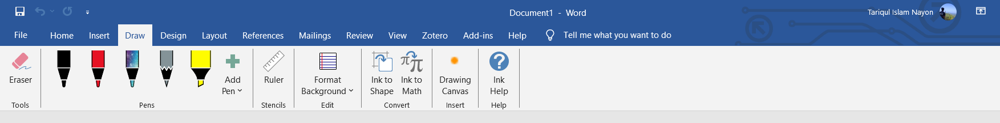 Document1 - Word
Tariqul Islam Nayon
File Home Insert Draw Design Layout References Mailings Review View Zotero Add-ins Help Tell me what you want to do
Eraser
Add
Pen
Ruler
Format
Background
Ink to
Shape
Ink to
Math
Drawing
Canvas
Ink
Help
Tools Pens Stencils Edit Convert Insert Help